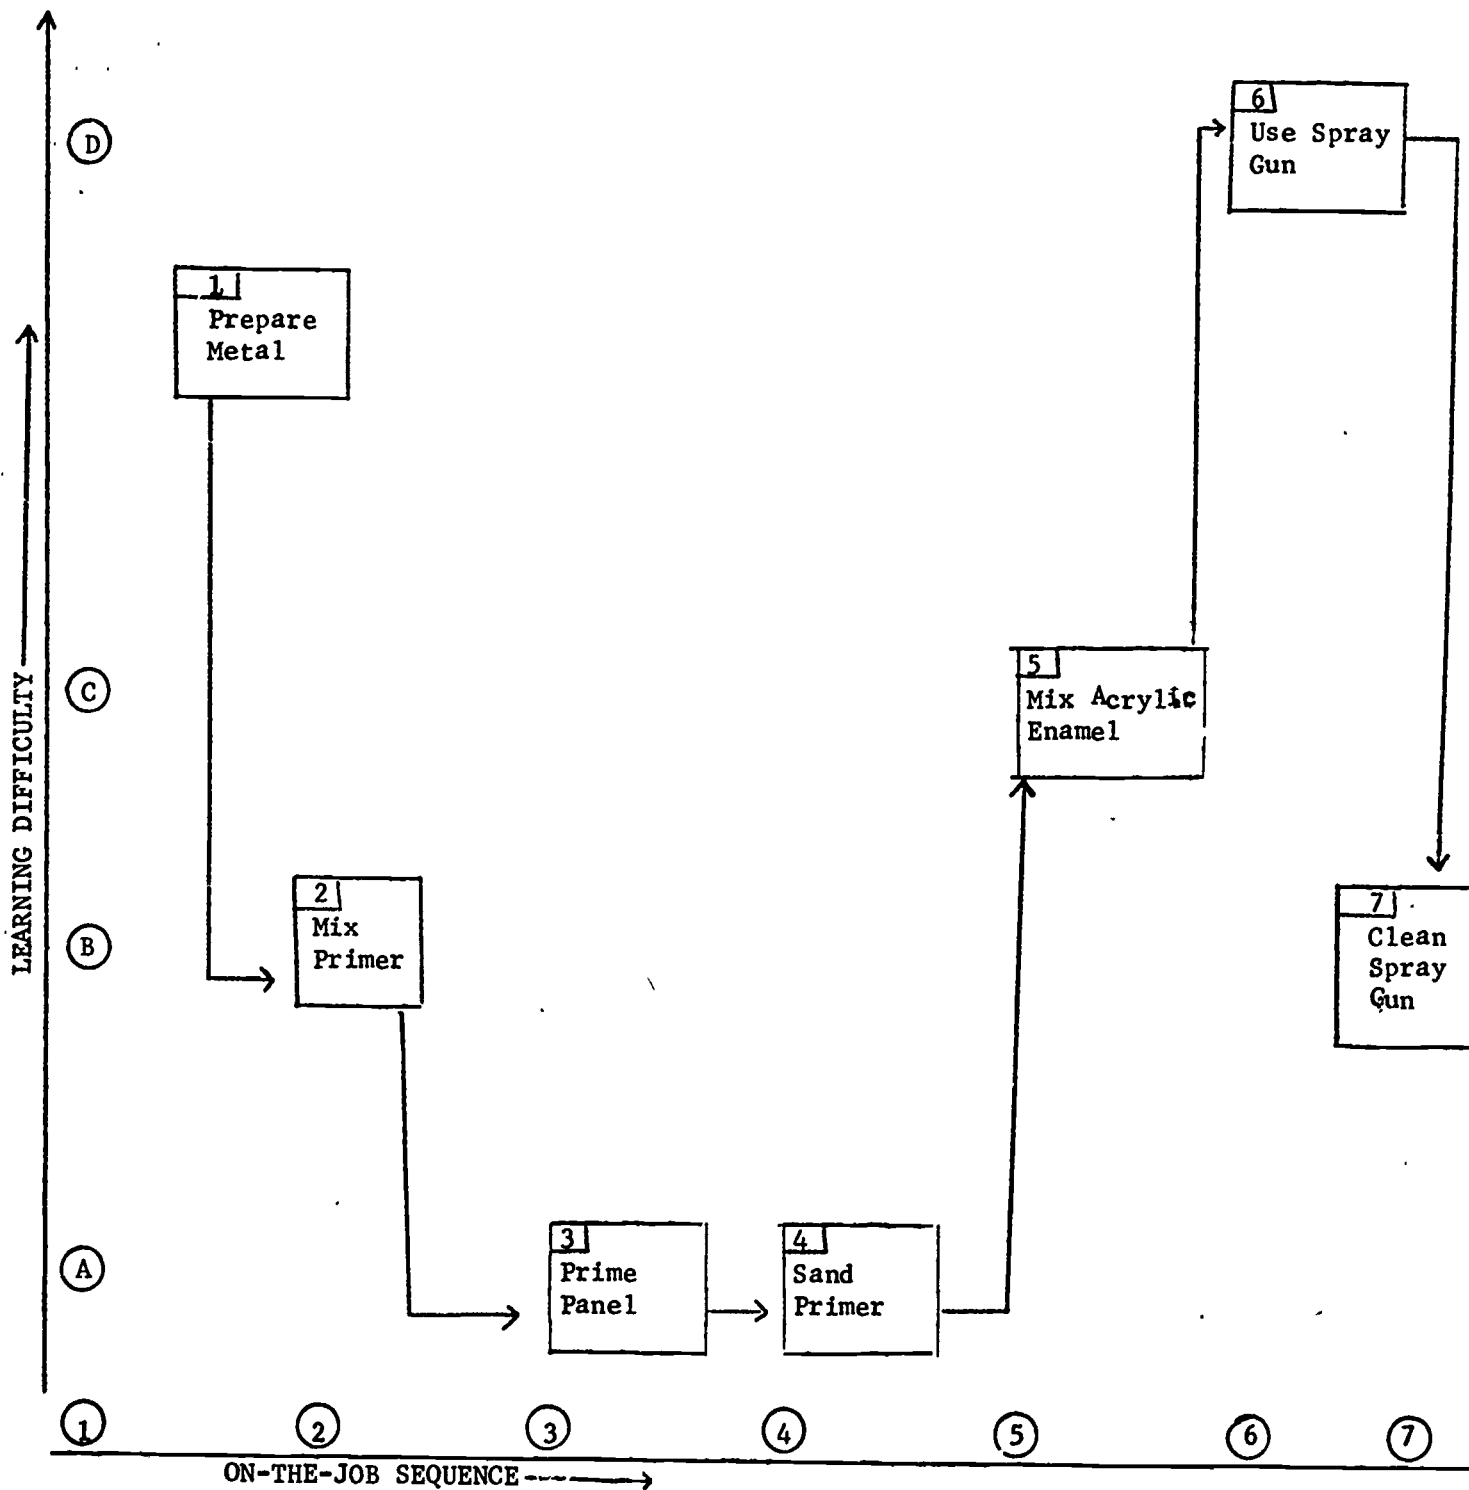 D
6
Use Spray
Gun
1
Prepare
Metal
LEARNING DIFFICULTY
C
5
Mix Acrylic
Enamel
B
2
Mix
Primer
7
Clean
Spray
Gun
A
3
Prime
Panel
4
Sand
Primer
1 2 3 4 5 6 7
ON-THE-JOB SEQUENCE